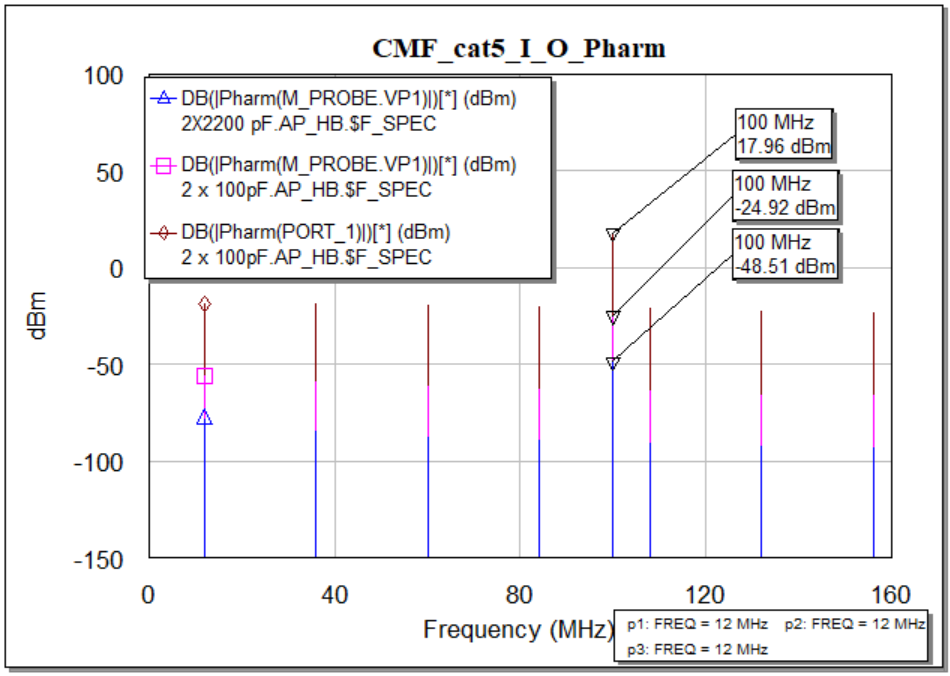 CMF_cat5_I_O_Pharm
100
50
0
-50
-100
-150
dBm
DB(|Pharm(M_PROBE.VP1)|)[*] (dBm)
2X2200 pF.AP_HB.$F_SPEC
DB(|Pharm(M_PROBE.VP1)|)[*] (dBm)
2 x 100pF.AP_HB.$F_SPEC
DB(|Pharm(PORT_1)|)[*] (dBm)
2 x 100pF.AP_HB.$F_SPEC
100 MHz
17.96 dBm
100 MHz
-24.92 dBm
100 MHz
-48.51 dBm
0 40 80 120 160
Frequency (MHz)
p1: FREQ = 12 MHz p2: FREQ = 12 MHz
p3: FREQ = 12 MHz